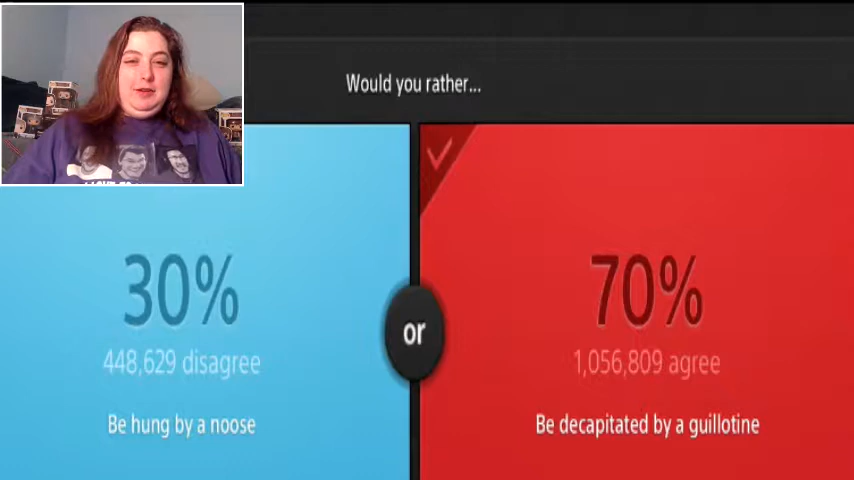 Would you rather...
30%
448,629 disagree
Be hung by a noose
or
70%
1,056,809 agree
Be decapitated by a guillotine